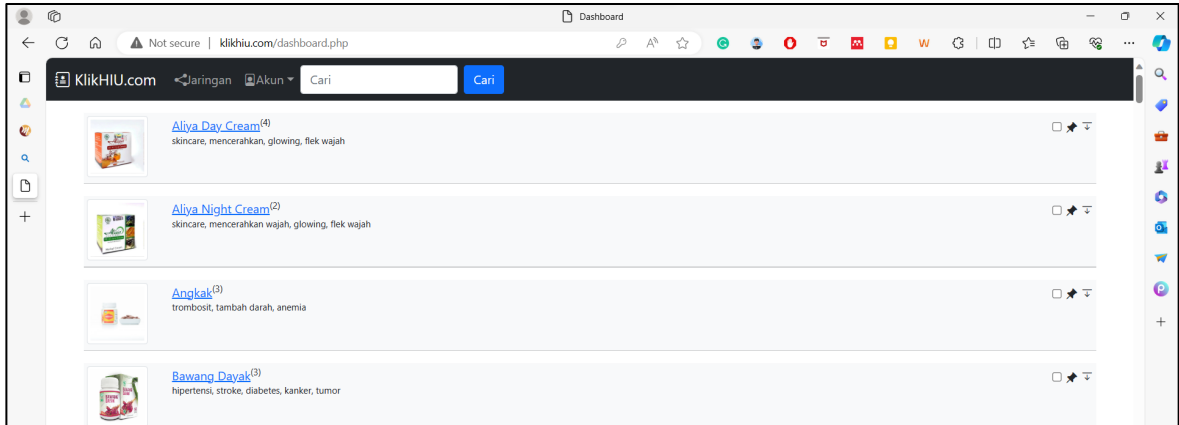 Dashboard
Not secure | klikhiu.com/dashboard.php
KlikHIU.com Jaringan Akun Cari Cari
Aliya Day Cream(4)
skincare, mencerahkan, glowing, flek wajah
Aliya Night Cream(2)
skincare, mencerahkan wajah, glowing, flek wajah
Angkak(3)
trombosit, tambah darah, anemia
Bawang Dayak(3)
hipertensi, stroke, diabetes, kanker, tumor